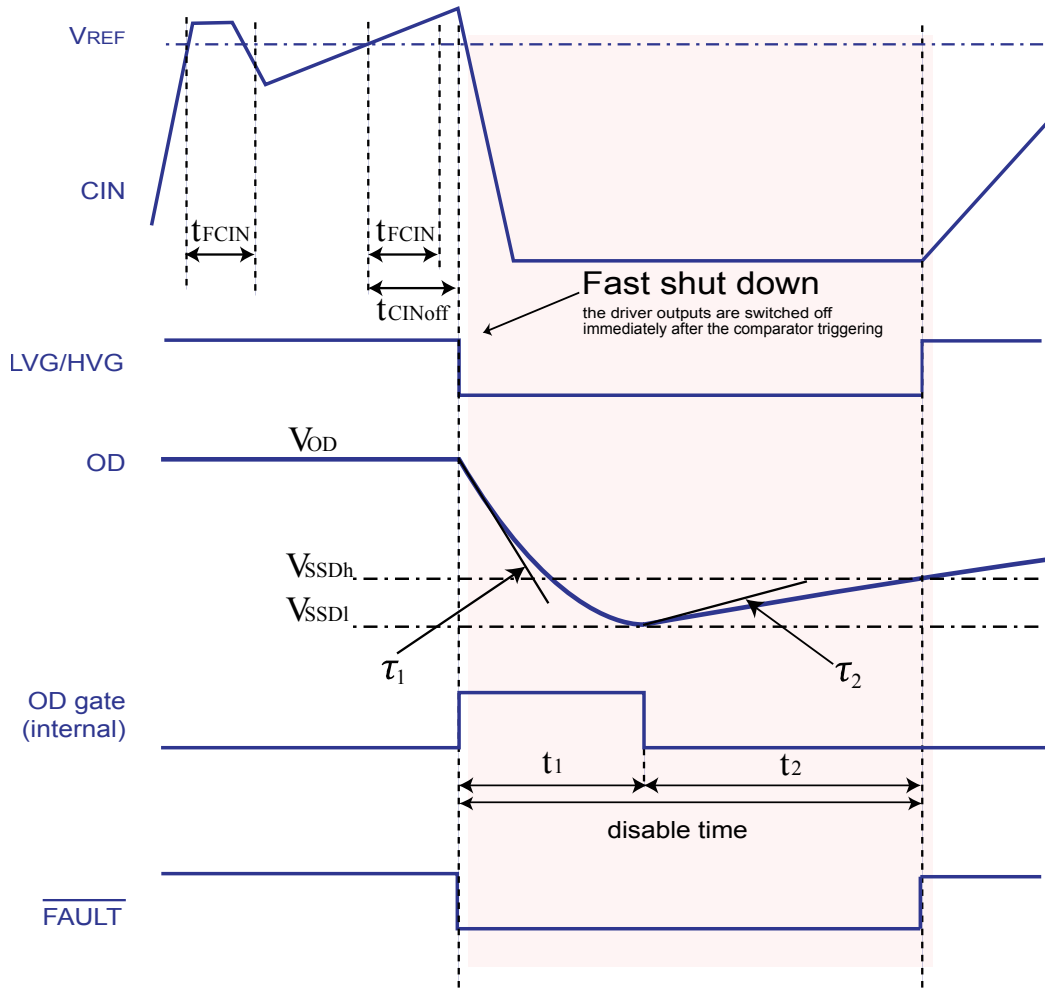 VREF
CIN
tFCIN
tFCIN
tCINoff
Fast shut down
the driver outputs are switched off
immediately after the comparator triggering
LVG/HVG
VOD
OD
VSSDh
VSSDl
τ1
τ2
OD gate
(internal)
t1
t2
disable time
FAULT